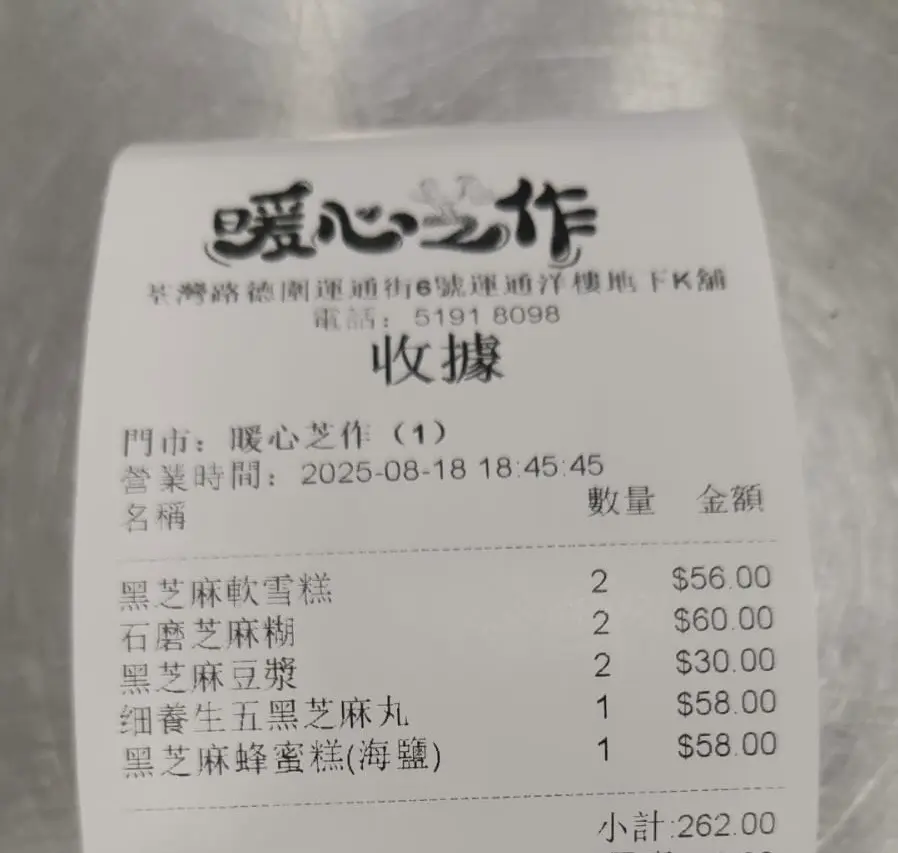 暖心芝作
荃灣路德圍運通街6號運通洋樓地下K舖
電話：5191 8098
收據
門市：暖心芝作（1）
營業時間：2025-08-18 18:45:45
名稱 數量 金額
黑芝麻軟雪糕 2 $56.00
石磨芝麻糊 2 $60.00
黑芝麻豆漿 2 $30.00
细養生五黑芝麻丸 1 $58.00
黑芝麻蜂蜜糕(海鹽) 1 $58.00
小計:262.00